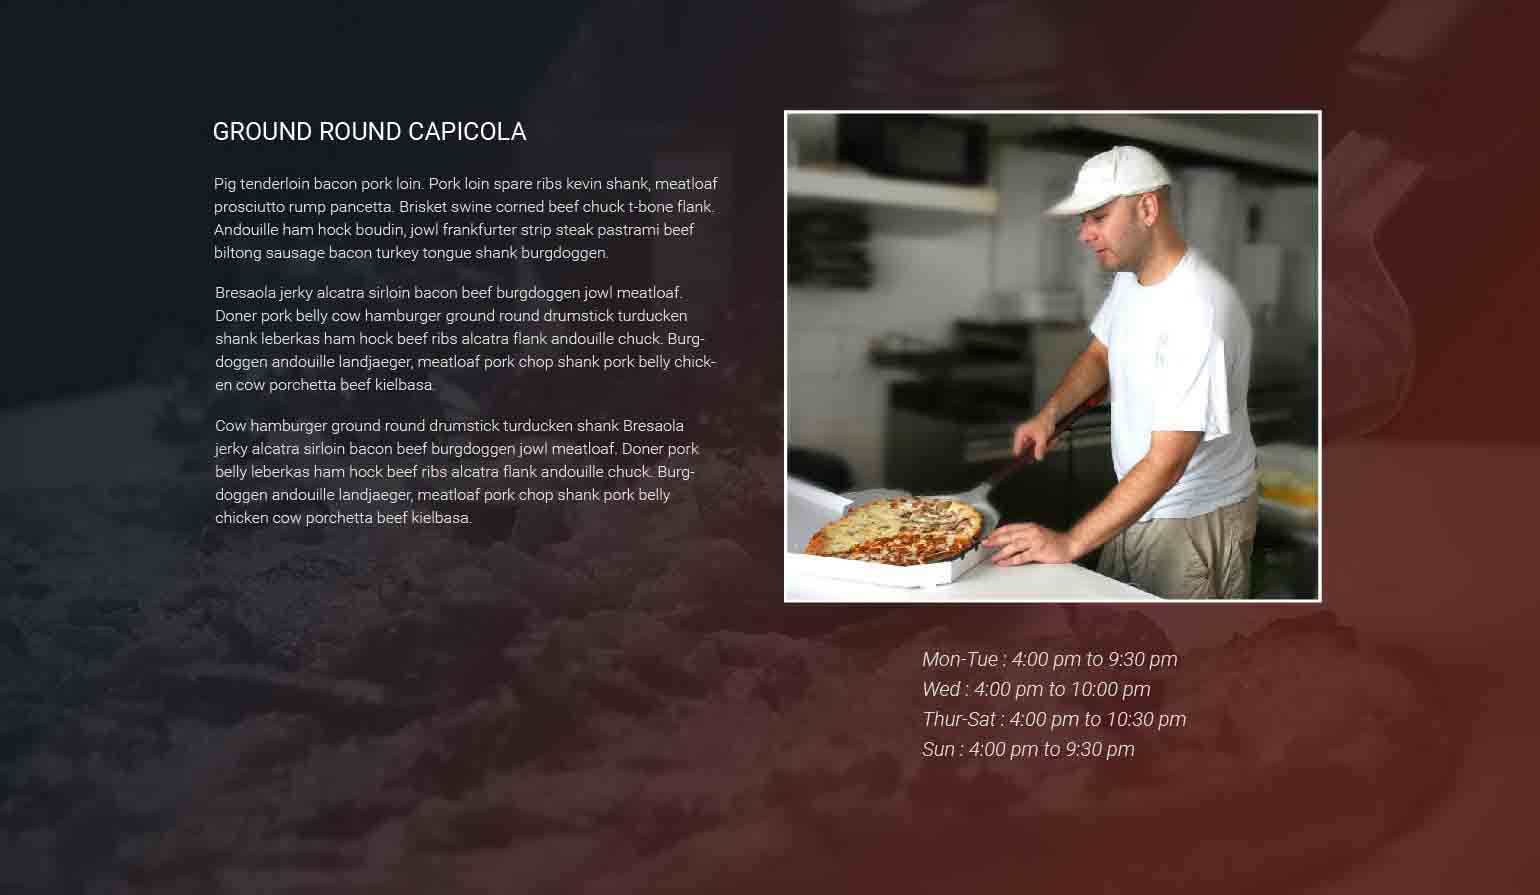 GROUND ROUND CAPICOLA
Pig tenderloin bacon pork loin. Pork loin spare ribs kevin shank, meatloaf
prosciutto rump pancetta. Brisket swine corned beef chuck t-bone flank.
Andouille ham hock boudin, jowl frankfurter strip steak pastrami beef
biltong sausage bacon turkey tongue shank burgdoggen.
Bresaola jerky alcatra sirloin bacon beef burgdoggen jowl meatloaf.
Doner pork belly cow hamburger ground round drumstick turducken
shank leberkas ham hock beef ribs alcatra flank andouille chuck. Burg-
doggen andouille landjaeger, meatloaf pork chop shank pork belly chick-
en cow porchetta beef kielbasa.
Cow hamburger ground round drumstick turducken shank Bresaola
jerky alcatra sirloin bacon beef burgdoggen jowl meatloaf. Doner pork
belly leberkas ham hock beef ribs alcatra flank andouille chuck. Burg-
doggen andouille landjaeger, meatloaf pork chop shank pork belly
chicken cow porchetta beef kielbasa.
Mon-Tue : 4:00 pm to 9:30 pm
Wed : 4:00 pm to 10:00 pm
Thur-Sat : 4:00 pm to 10:30 pm
Sun : 4:00 pm to 9:30 pm